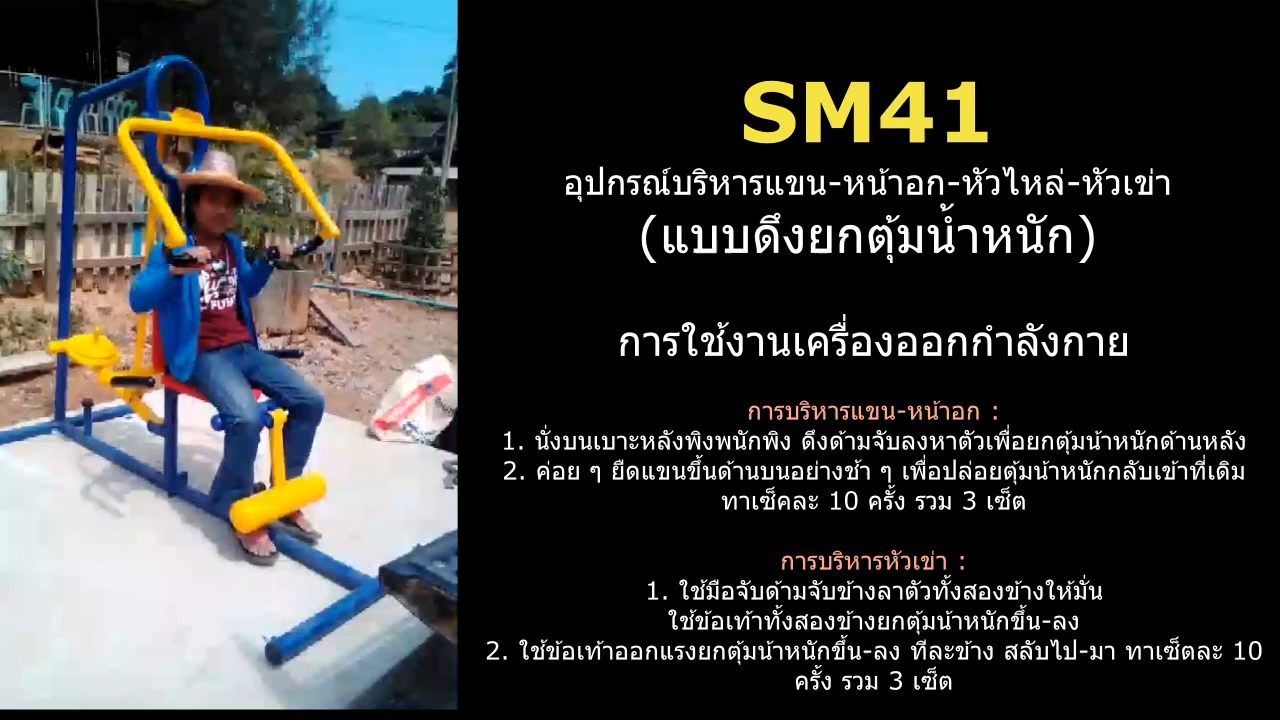 SM41
อุปกรณ์บริหารแขน-หน้าอก-หัวไหล่-หัวเข่า
(แบบดึงยกตุ้มน้ำหนัก)
การใช้งานเครื่องออกกำลังกาย
การบริหารแขน-หน้าอก :
1. นั่งบนเบาะหลังพิงพนักพิง ดึงด้ามจับลงหาตัวเพื่อยกตุ้มน้าหนักด้านหลัง
2. ค่อย ๆ ยืดแขนขึ้นด้านบนอย่างช้า ๆ เพื่อปล่อยตุ้มน้าหนักกลับเข้าที่เดิม
ทาเซ็คละ 10 ครั้ง รวม 3 เซ็ต
การบริหารหัวเข่า :
1. ใช้มือจับด้ามจับข้างลาตัวทั้งสองข้างให้มั่น
ใช้ข้อเท้าทั้งสองข้างยกตุ้มน้าหนักขึ้น-ลง
2. ใช้ข้อเท้าออกแรงยกตุ้มน้าหนักขึ้น-ลง ทีละข้าง สลับไป-มา ทาเซ็ตละ 10
ครั้ง รวม 3 เซ็ต